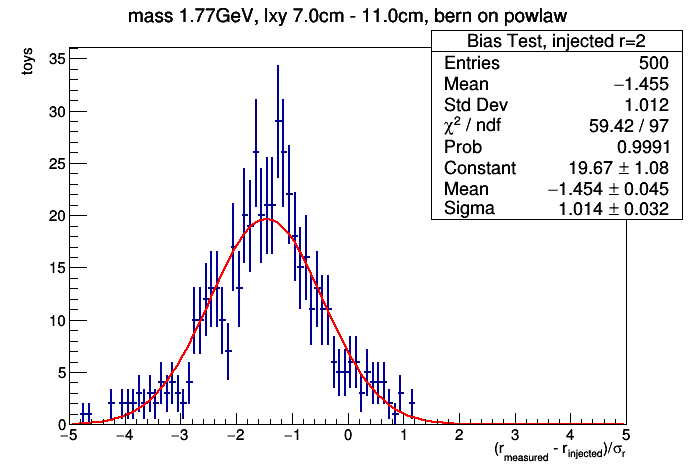 mass 1.77GeV, lxy 7.0cm - 11.0cm, bern on powlaw
Bias Test, injected r=2
Entries 500
Mean −1.455
Std Dev 1.012
χ² / ndf 59.42 / 97
Prob 0.9991
Constant 19.67 ± 1.08
Mean −1.454 ± 0.045
Sigma 1.014 ± 0.032
toys
35
30
25
20
15
10
5
0
−5 −4 −3 −2 −1 0 1 2 3 4 5
(r_measured - r_injected)/σ_r